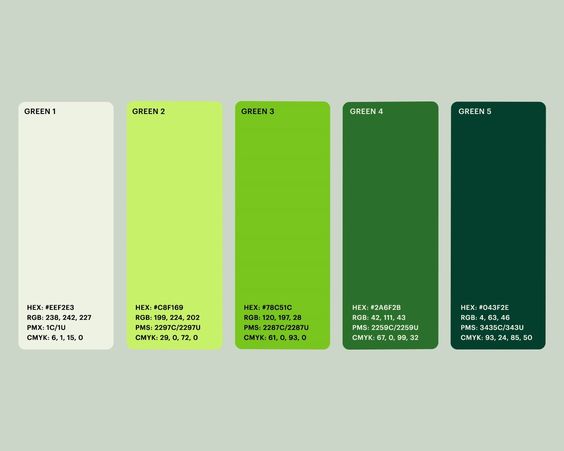 GREEN 1
HEX: #EEF2E3
RGB: 238, 242, 227
PMX: 1C/1U
CMYK: 6, 1, 15, 0
GREEN 2
HEX: #C8F169
RGB: 199, 224, 202
PMS: 2297C/2297U
CMYK: 29, 0, 72, 0
GREEN 3
HEX: #78C51C
RGB: 120, 197, 28
PMS: 2287C/2287U
CMYK: 61, 0, 93, 0
GREEN 4
HEX: #2A6F2B
RGB: 42, 111, 43
PMS: 2259C/2259U
CMYK: 67, 0, 99, 32
GREEN 5
HEX: #043F2E
RGB: 4, 63, 46
PMS: 3435C/343U
CMYK: 93, 24, 85, 50